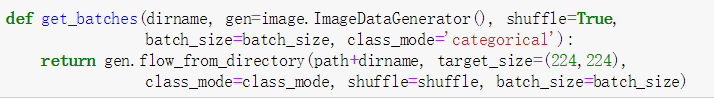 def get_batches(dirname, gen=image.ImageDataGenerator(), shuffle=True,
                batch_size=batch_size, class_mode='categorical'):
    return gen.flow_from_directory(path+dirname, target_size=(224,224),
                class_mode=class_mode, shuffle=shuffle, batch_size=batch_size)